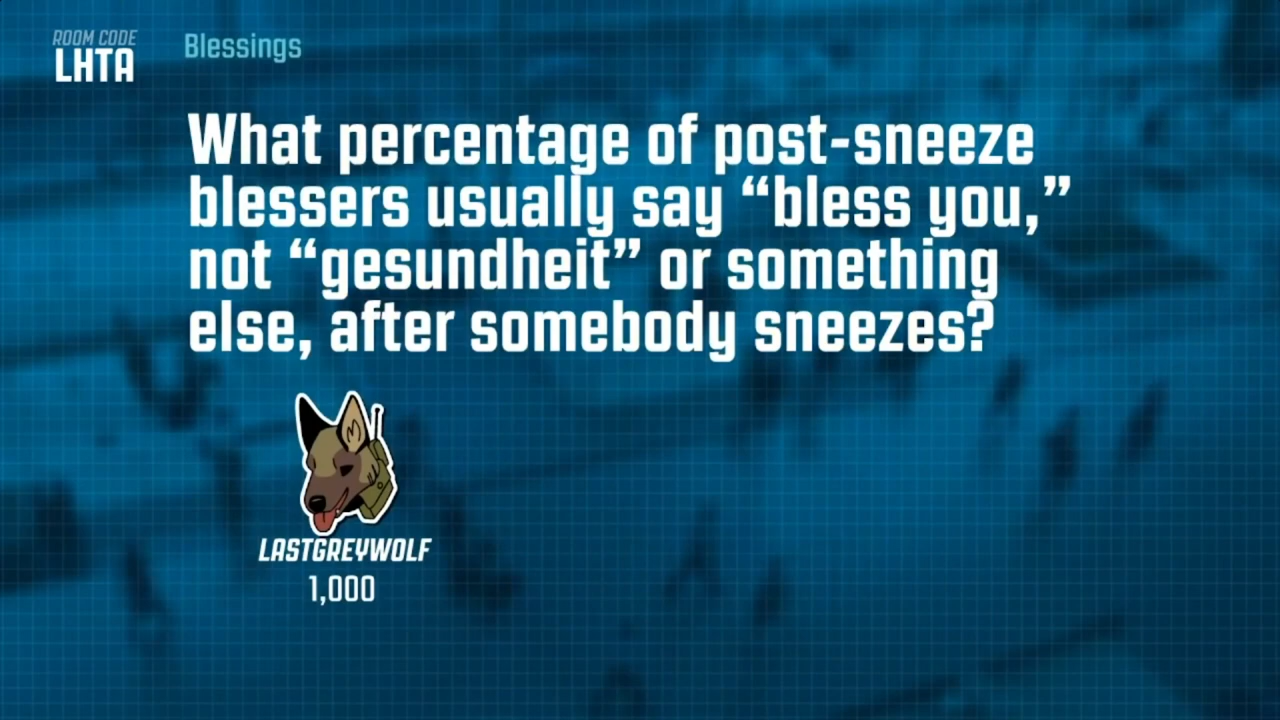 ROOM CODE
LHTA
Blessings
What percentage of post-sneeze
blessers usually say “bless you,”
not “gesundheit” or something
else, after somebody sneezes?
LASTGREYWOLF
1,000